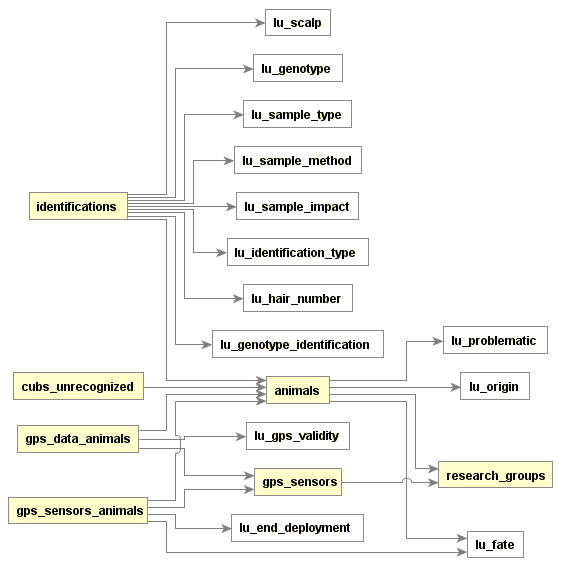 lu_scalp
lu_genotype
lu_sample_type
lu_sample_method
identifications
lu_sample_impact
lu_identification_type
lu_hair_number
lu_genotype_identification
lu_problematic
cubs_unrecognized
animals
lu_origin
gps_data_animals
lu_gps_validity
gps_sensors
research_groups
gps_sensors_animals
lu_end_deployment
lu_fate